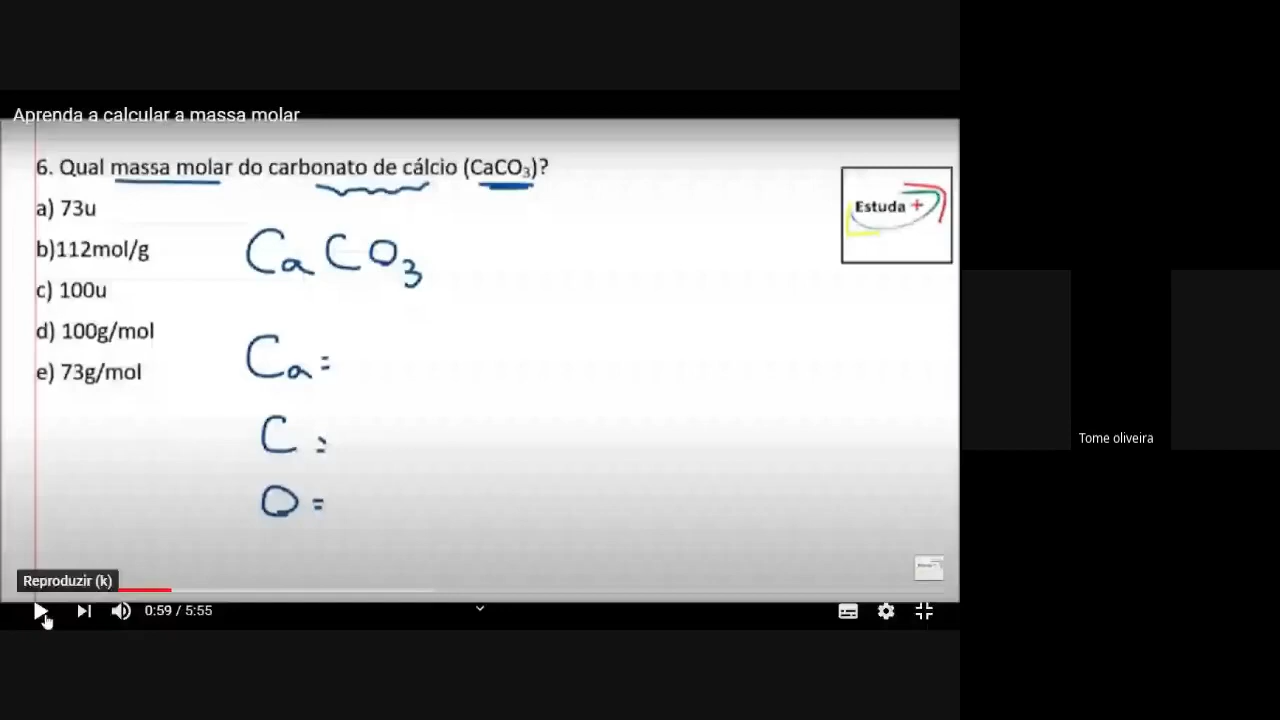 Aprenda a calcular a massa molar
6. Qual massa molar do carbonato de cálcio (CaCO₃)?
a) 73u
b)112mol/g
c) 100u
d) 100g/mol
e) 73g/mol
CaCO₃
Ca =
C =
O =
Estuda +
Tome oliveira
Reproduzir (k)
0:59 / 5:55